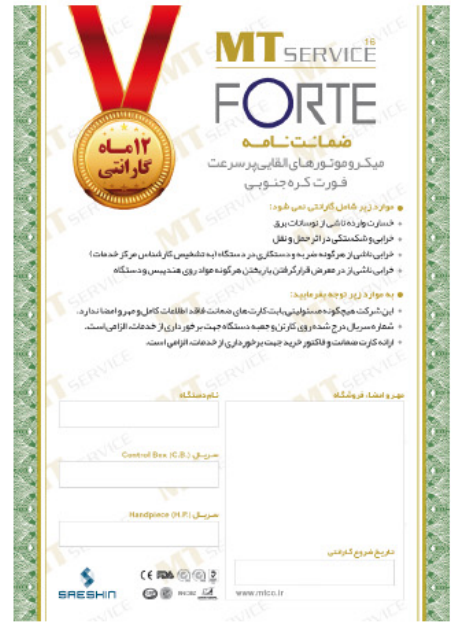 MT SERVICE 16
FORTE
۱۲ مـاه
گارانتی
ضمانت‌نامه
میکروموتورهای القایی پرسرعت
فورت کره جنوبی
موارد زیر شامل گارانتی نمی شود:
خسارت وارده ناشی از نوسانات برق
خرابی و شکستگی در اثر حمل و نقل
خرابی ناشی از هرگونه ضربه و دستکاری در دستگاه (به تشخیص کارشناس مرکز خدمات)
خرابی ناشی از در معرض قرار گرفتن یا ریختن هرگونه مواد روی هندپیس و دستگاه
به موارد زیر توجه بفرمایید:
این شرکت هیچگونه مسئولیتی بابت کارت های ضمانت فاقد اطلاعات کامل و مهر و امضا ندارد.
شماره سریال درج شده روی کارتن و جعبه دستگاه جهت برخورداری از خدمات، الزامی است.
ارائه کارت ضمانت و فاکتور خرید جهت برخورداری از خدمات، الزامی است.
مهر و امضاء فروشگاه
نام دستگاه
سریال (C.B.) Control Box
سریال (H.P.) Handpiece
تاریخ شروع گارانتی
SAESHIN
www.mtco.ir